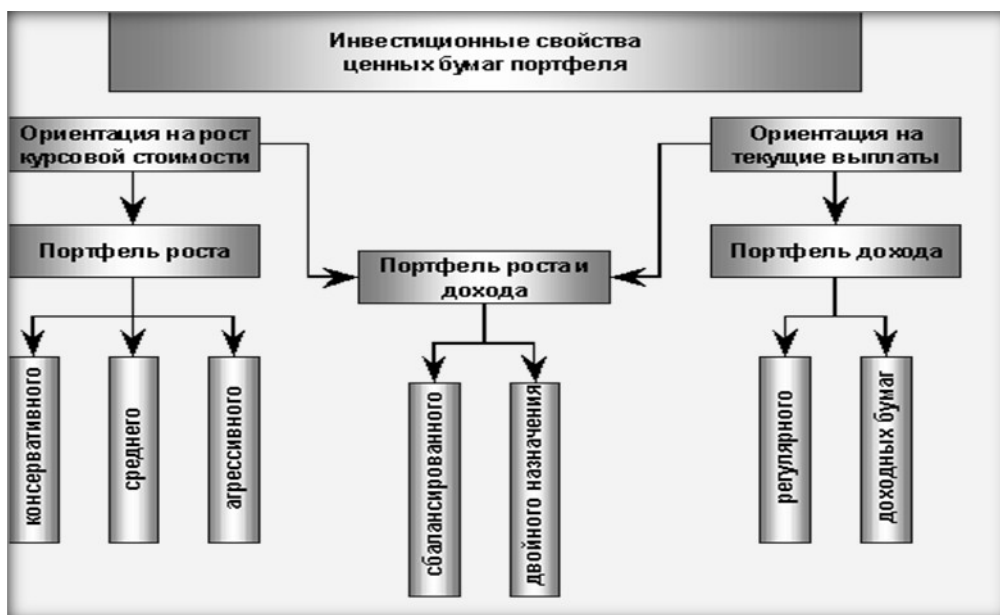 Инвестиционные свойства
ценных бумаг портфеля
Ориентация на рост
курсовой стоимости
Ориентация на
текущие выплаты
Портфель роста
Портфель роста и
дохода
Портфель дохода
консервативного
среднего
агрессивного
сбалансированного
двойного назначения
регулярного
доходных бумаг